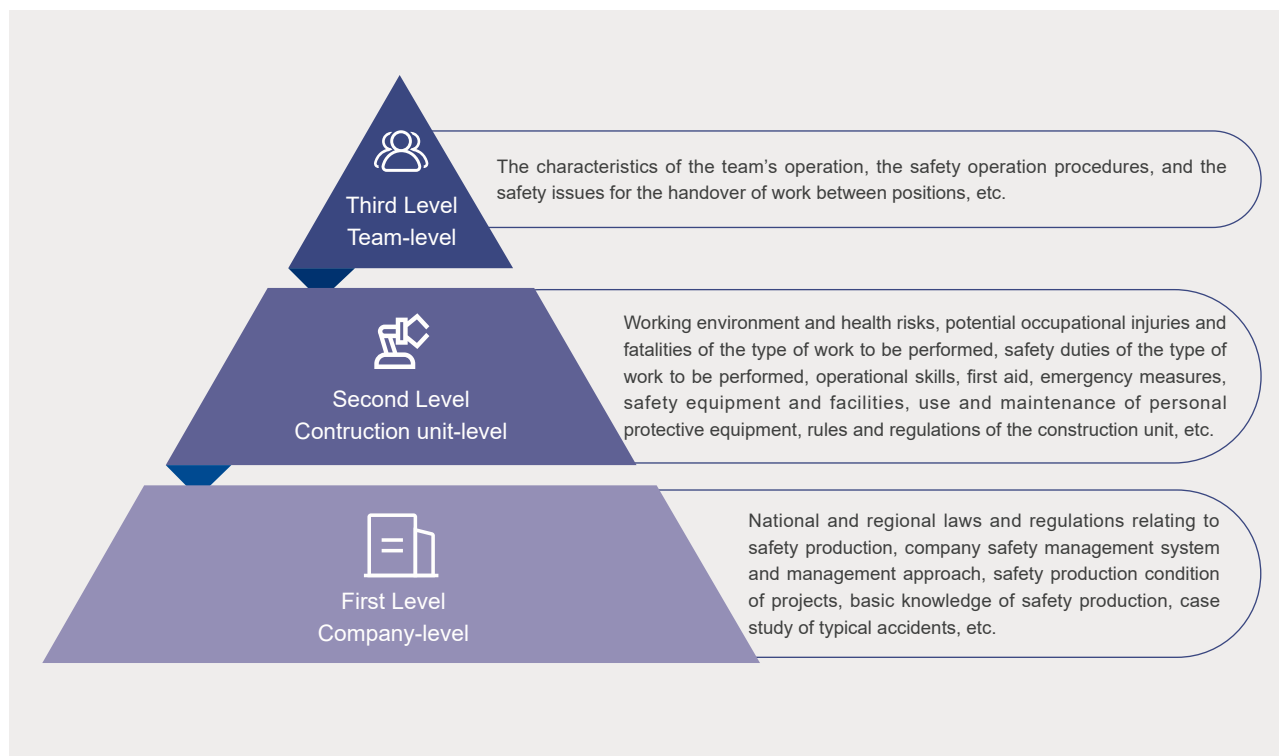 The characteristics of the team's operation, the safety operation procedures, and the
safety issues for the handover of work between positions, etc.
Third Level
Team-level
Working environment and health risks, potential occupational injuries and
fatalities of the type of work to be performed, safety duties of the type of
work to be performed, operational skills, first aid, emergency measures,
safety equipment and facilities, use and maintenance of personal
protective equipment, rules and regulations of the construction unit, etc.
Second Level
Contruction unit-level
National and regional laws and regulations relating to
safety production, company safety management system
and management approach, safety production condition
of projects, basic knowledge of safety production, case
study of typical accidents, etc.
First Level
Company-level